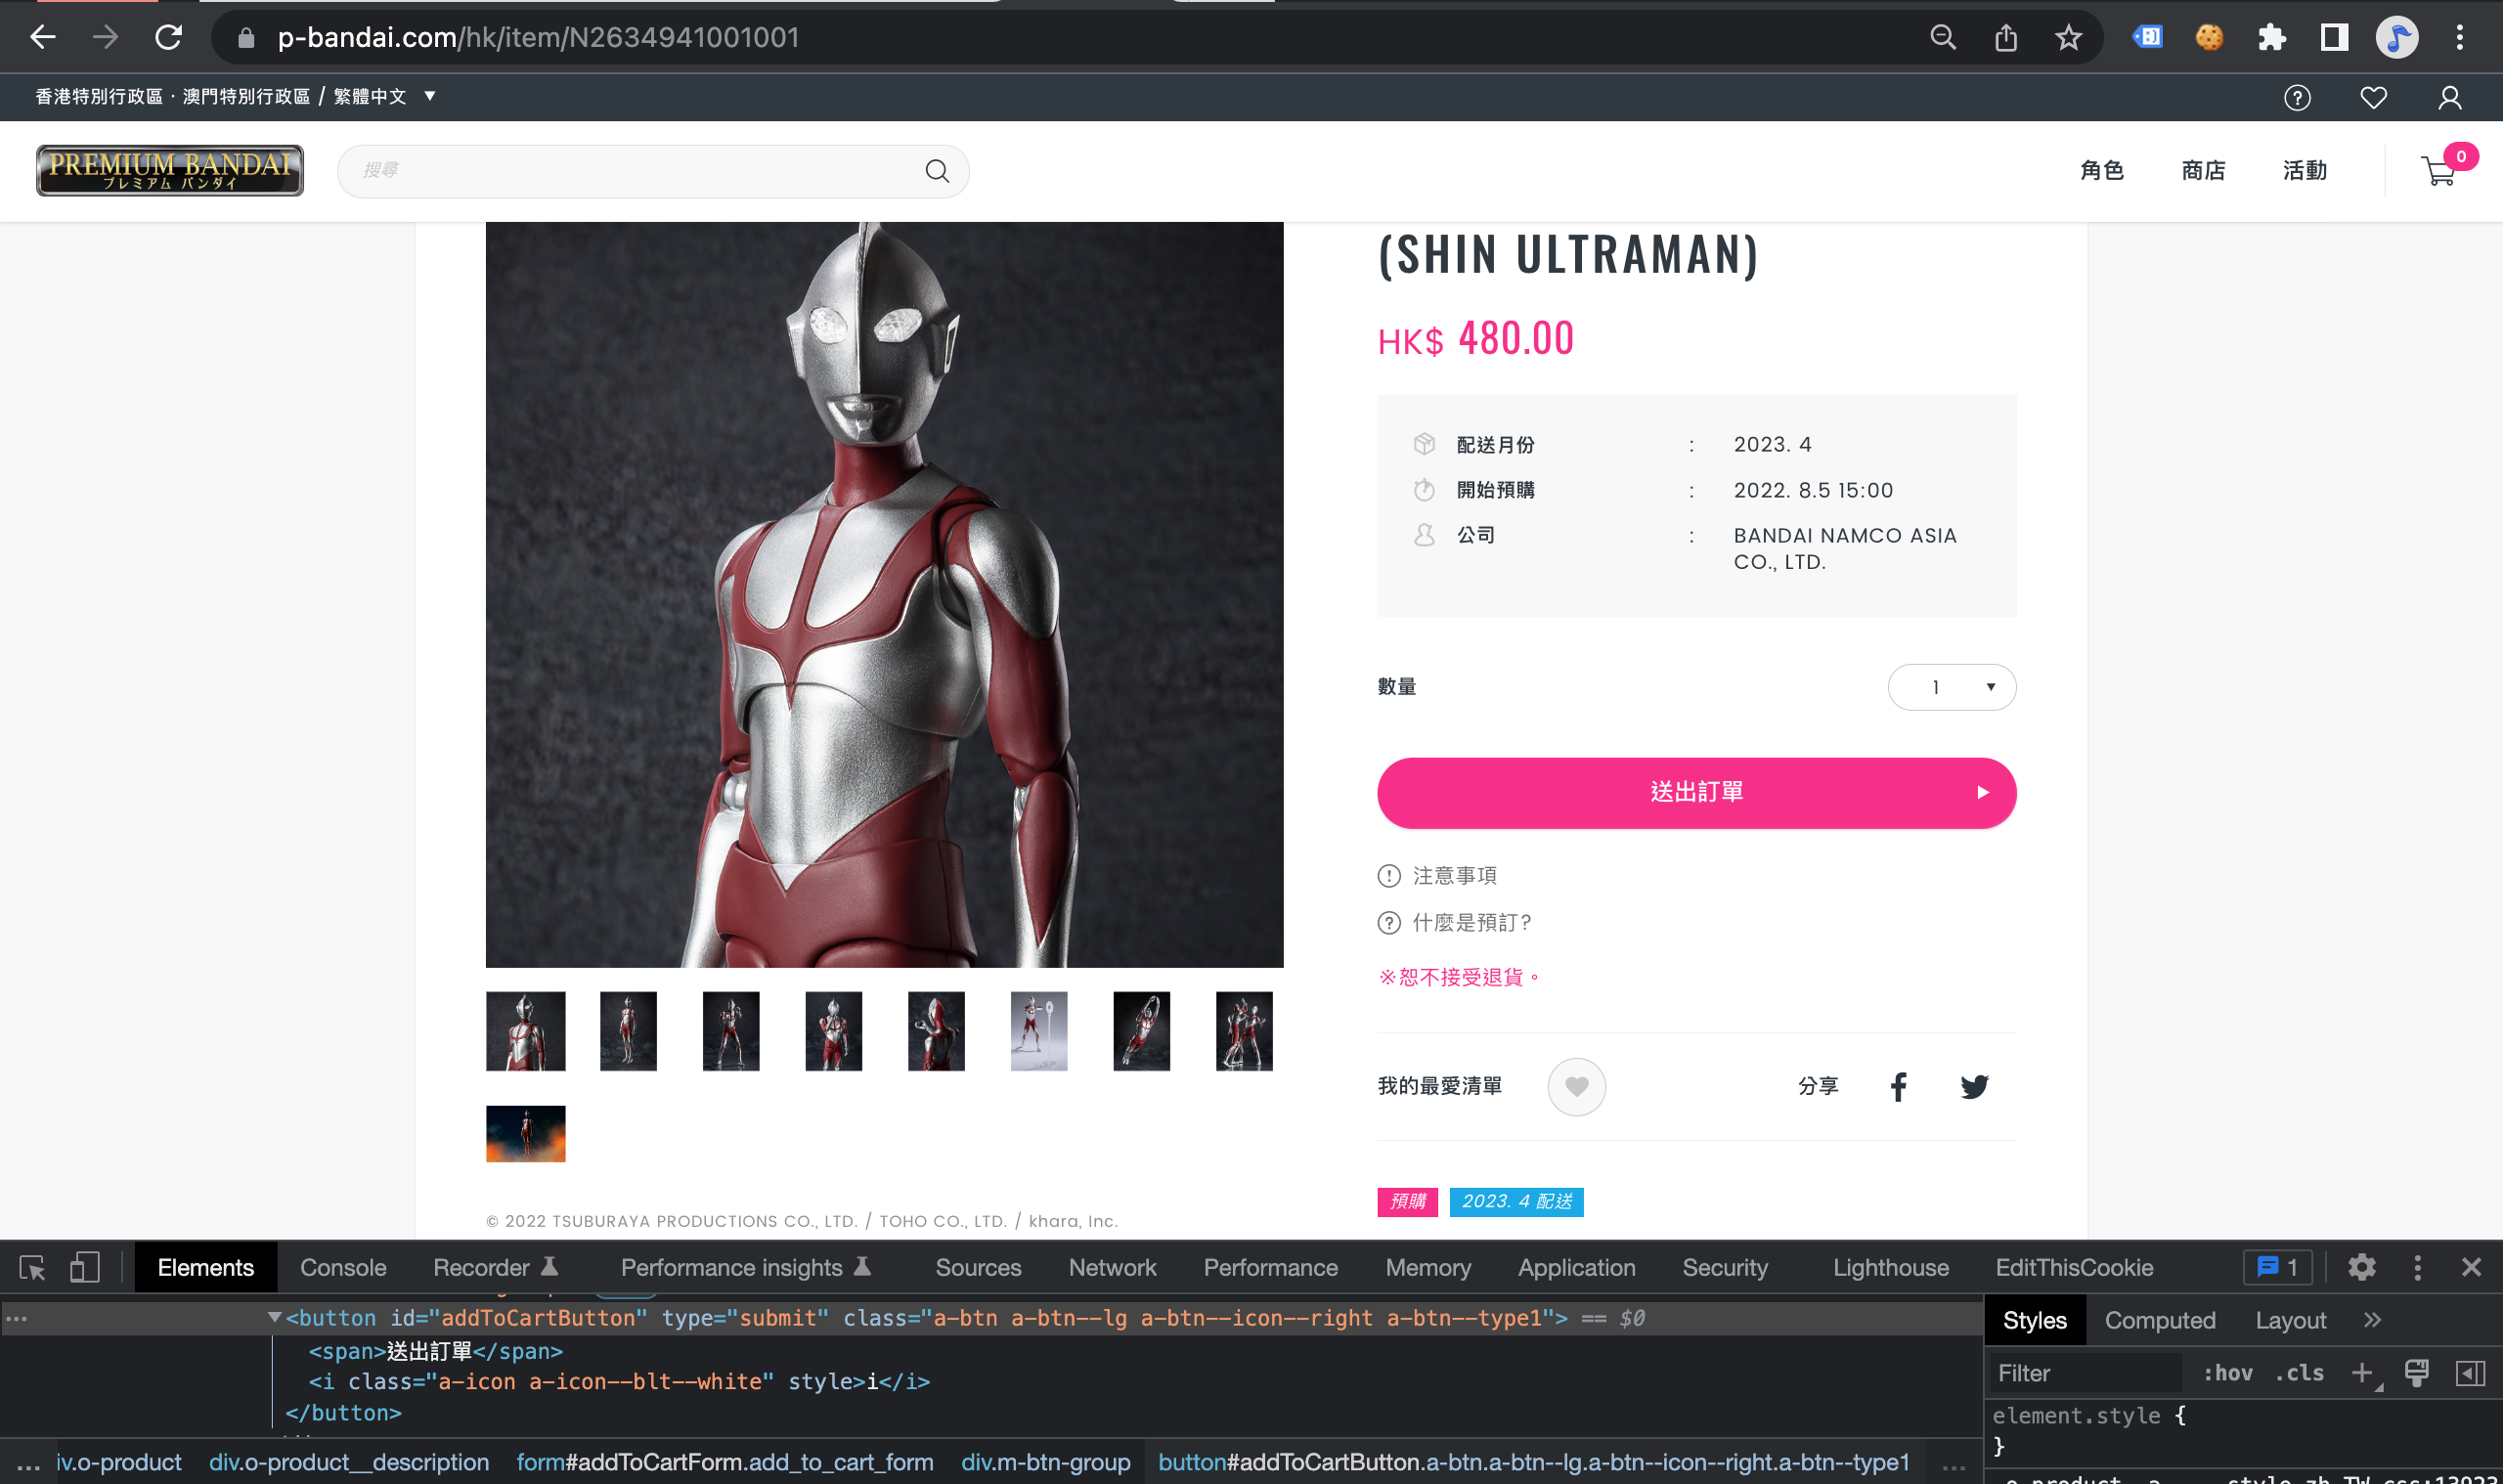 p-bandai.com/hk/item/N2634941001001
香港特別行政區 · 澳門特別行政區 / 繁體中文 ▼
PREMIUM BANDAI
プレミアム バンダイ
搜尋
角色 商店 活動 0
(SHIN ULTRAMAN)
HK$ 480.00
配送月份 : 2023. 4
開始預購 : 2022. 8.5 15:00
公司 : BANDAI NAMCO ASIA
CO., LTD.
數量 1 ▼
送出訂單
注意事項
什麼是預訂?
※恕不接受退貨。
我的最愛清單 分享
預購 2023. 4 配送
© 2022 TSUBURAYA PRODUCTIONS CO., LTD. / TOHO CO., LTD. / khara, Inc.
Elements Console Recorder Performance insights Sources Network Performance Memory Application Security Lighthouse EditThisCookie 1
<button id="addToCartButton" type="submit" class="a-btn a-btn--lg a-btn--icon--right a-btn--type1"> == $0
<span>送出訂單</span>
<i class="a-icon a-icon--blt--white" style>i</i>
</button>
... iv.o-product div.o-product__description form#addToCartForm.add_to_cart_form div.m-btn-group button#addToCartButton.a-btn.a-btn--lg.a-btn--icon--right.a-btn--type1 ...
Styles Computed Layout »
Filter :hov .cls +
element.style {
}